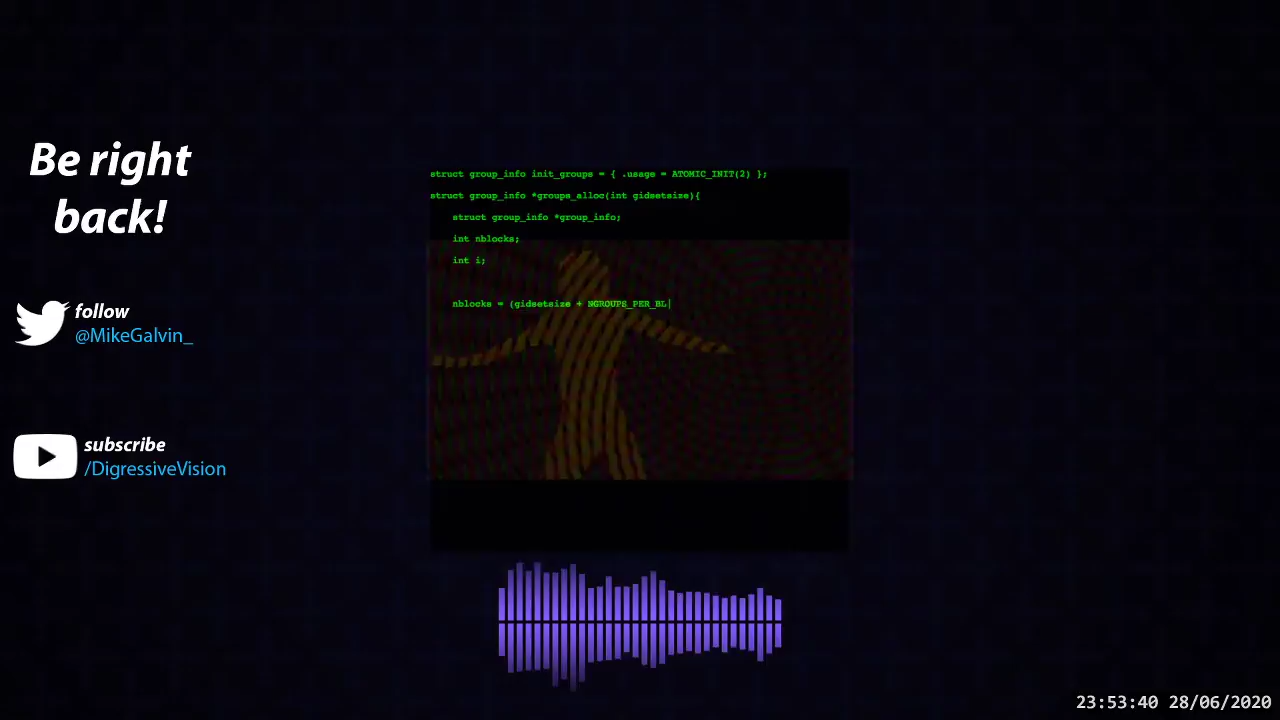 Be right
back!
follow
@MikeGalvin_
subscribe
/DigressiveVision
struct group_info init_groups = { .usage = ATOMIC_INIT(2) };
struct group_info *groups_alloc(int gidsetsize){
struct group_info *group_info;
int nblocks;
int i;
nblocks = (gidsetsize + NGROUPS_PER_BL|
23:53:40 28/06/2020